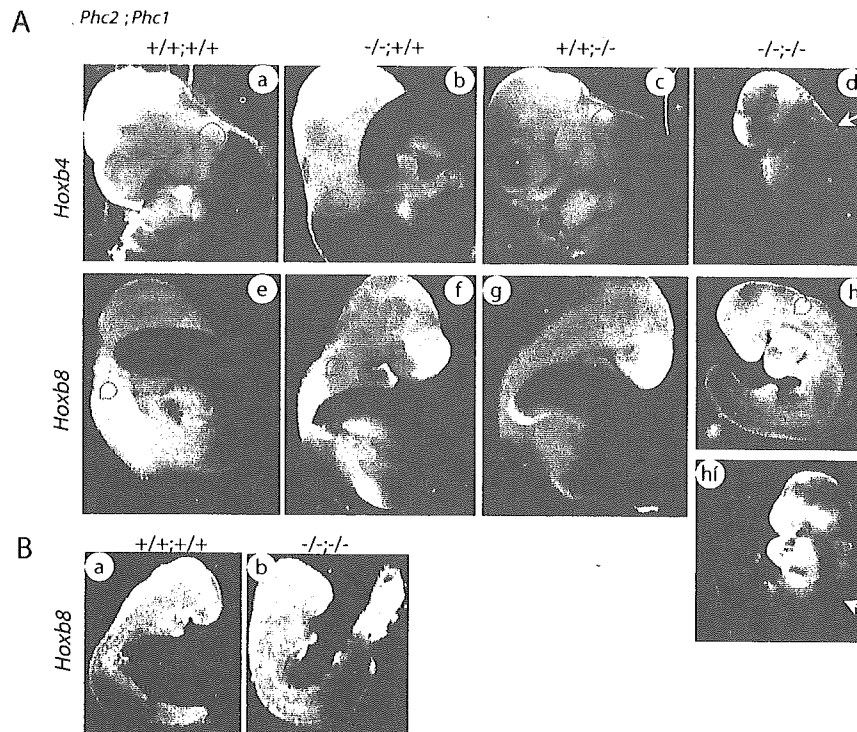 A
Phc2 ; Phc1
+/+;+/+
-/-;+/+
+/+;-/-
-/-;-/-
Hoxb4
a
b
c
d
Hoxb8
e
f
g
h
hí
B
+/+;+/+
-/-;-/-
Hoxb8
a
b